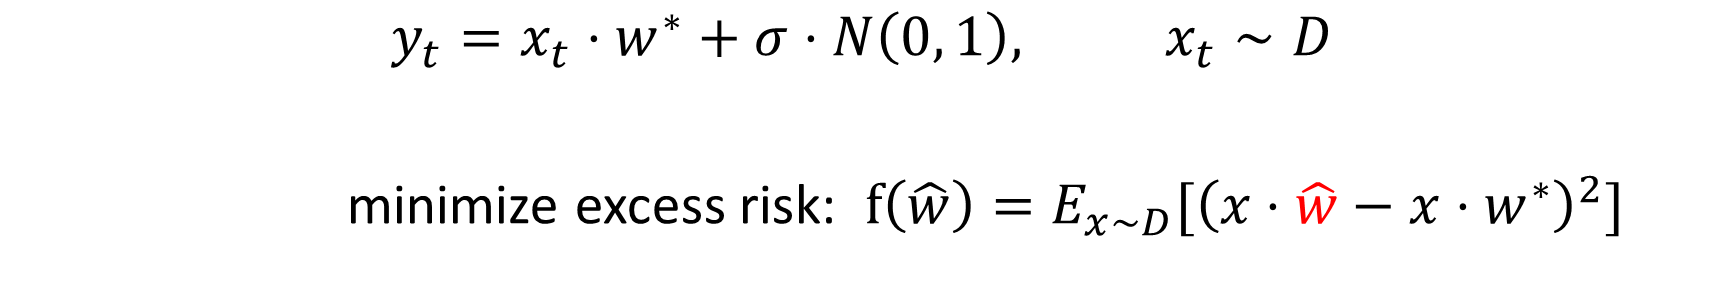 y_t = x_t · w* + σ · N(0, 1), x_t ~ D
minimize excess risk: f(ŵ) = E_{x~D}[(x · ŵ − x · w*)²]